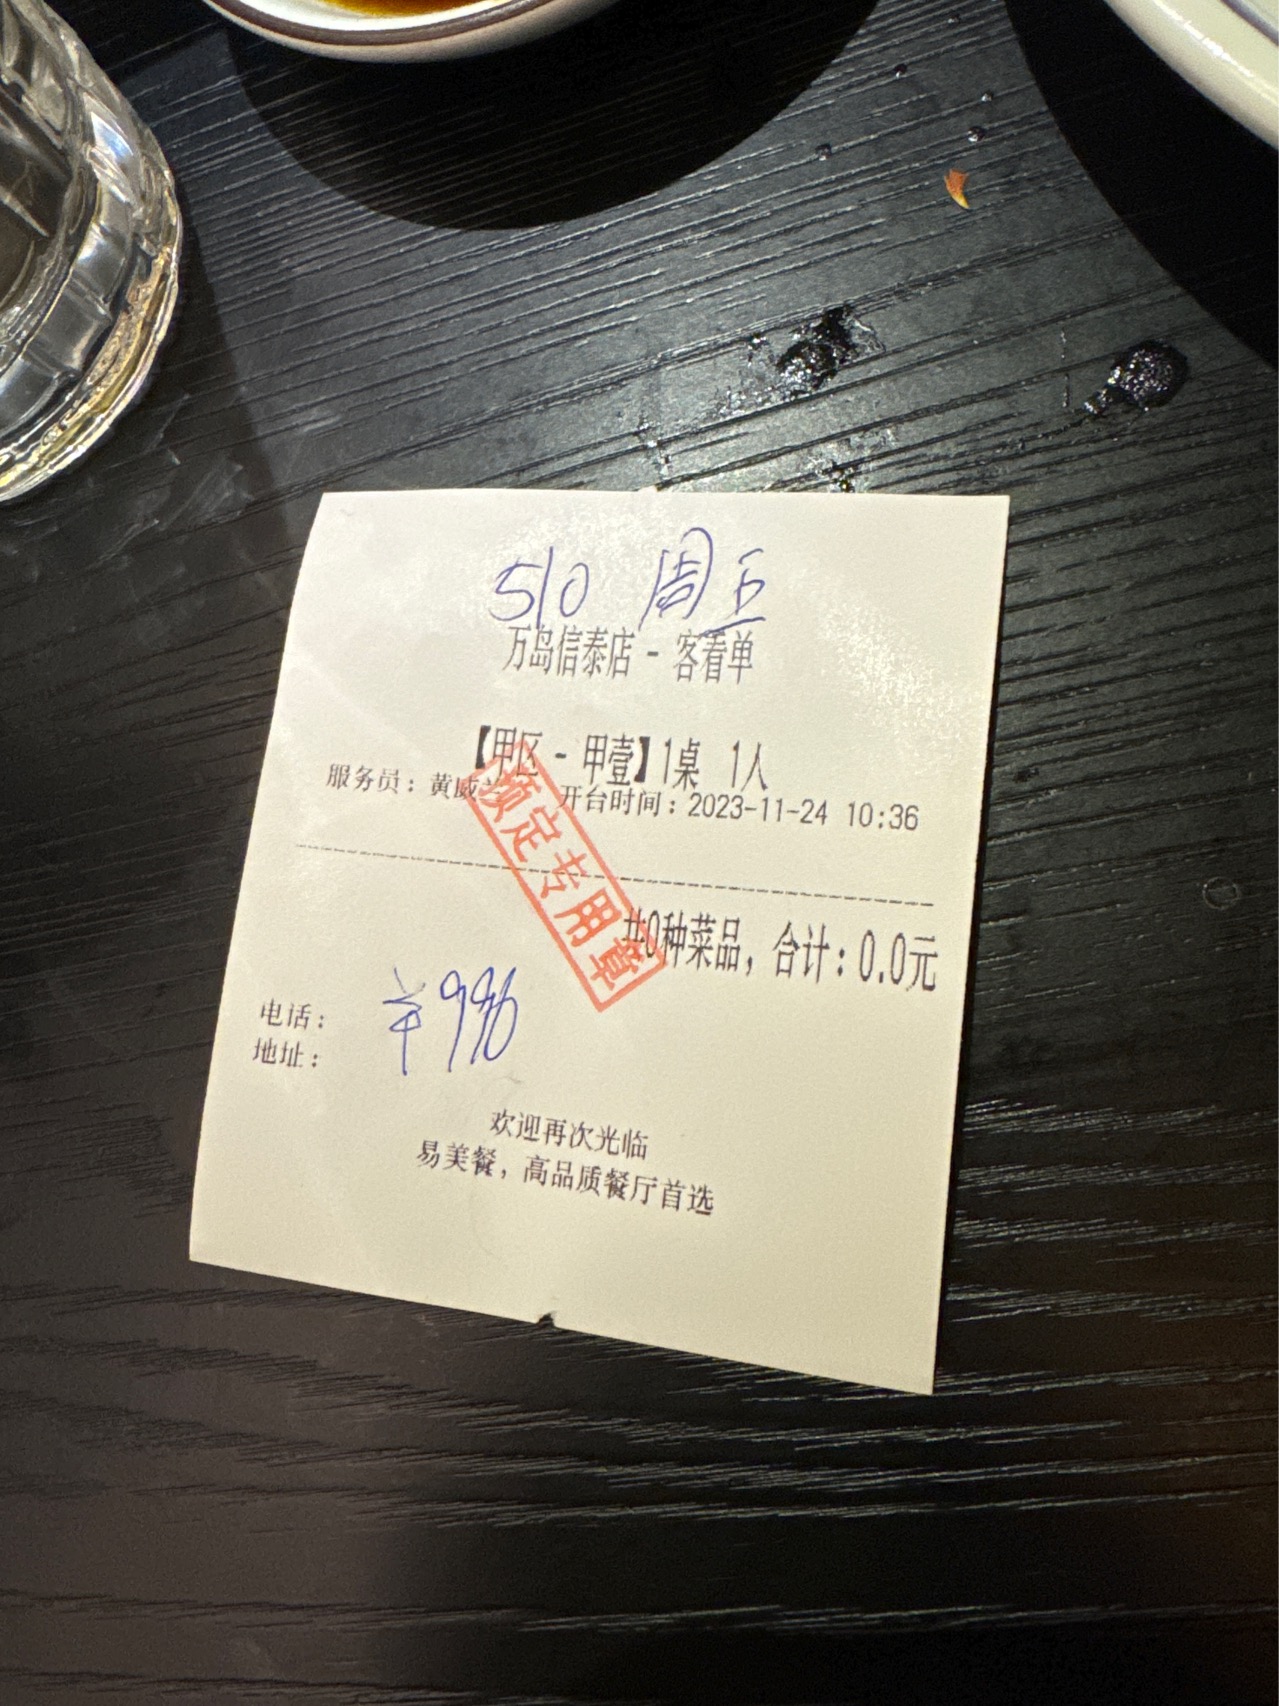 510 周五
万岛信泰店 - 客看单
【甲区 - 甲壹】1桌 1人
服务员：黄威 开台时间：2023-11-24 10:36
预定专用章
共0种菜品，合计：0.0元
电话：
地址：
欢迎再次光临
易美餐，高品质餐厅首选